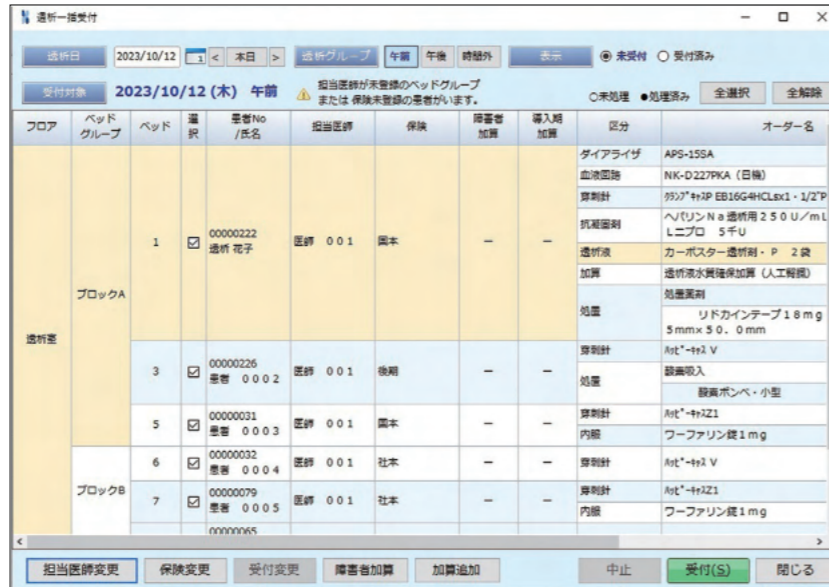 透析一括受付
透析日 2023/10/12 1 < 本日 > 透析グループ 午前 午後 時間外 表示 未受付 受付済み
受付対象 2023/10/12 (木) 午前 担当医師が未登録のベッドグループ
または 保険未登録の患者がいます。
○未処理 ●処理済み 全選択 全解除
フロア ベッドグループ ベッド 選択 患者No/氏名 担当医師 保険 障害者加算 導入期加算 区分 オーダー名
透析室 ブロックA 1 00000222 透析 花子 医師 001 国本 − −
ダイアライザ APS-15SA
血液回路 NK-D227PKA (日機)
穿刺針
抗凝固剤 ヘパリンNa透析用250U/mL
Lニプロ 5千U
透析液 カーボスター透析剤・P 2袋
加算 透析液水質確保加算 (人工腎臓)
処置 処置薬剤
リドカインテープ18mg
5mm×50.0mm
3 00000226 患者 0002 医師 001 後期 − −
穿刺針
処置 酸素吸入
酸素ボンベ・小型
5 00000031 患者 0003 医師 001 国本 − −
穿刺針
内服 ワーファリン錠1mg
ブロックB 6 00000032 患者 0004 医師 001 社本 − −
穿刺針
7 00000079 患者 0005 医師 001 社本 − −
穿刺針
内服 ワーファリン錠1mg
00000065
担当医師変更 保険変更 受付変更 障害者加算 加算追加 中止 受付(S) 閉じる